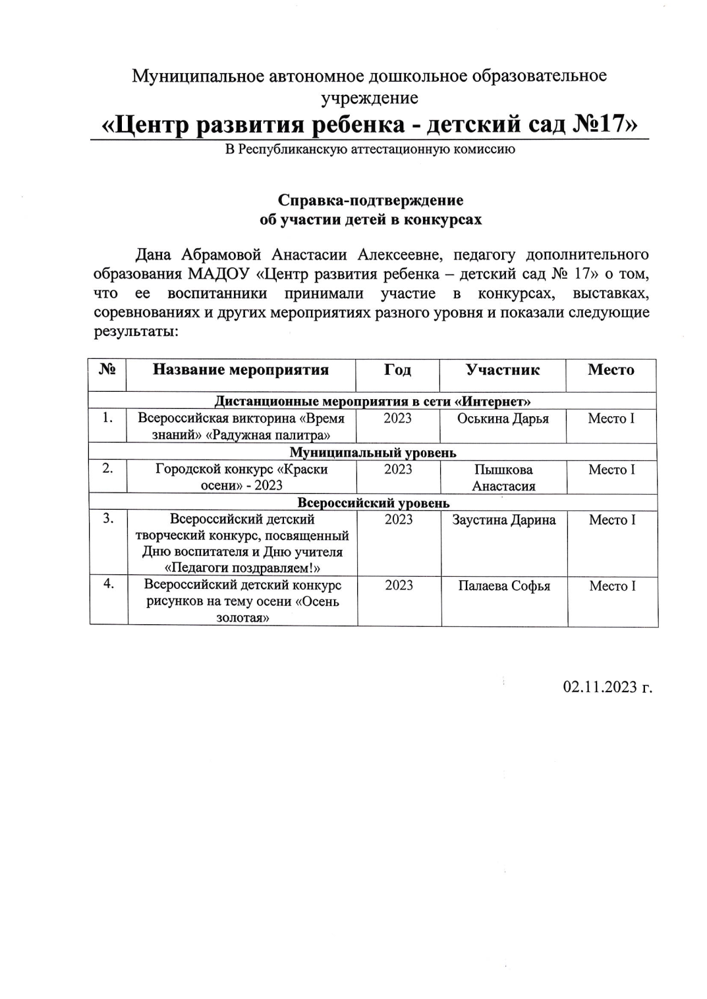 Муниципальное автономное дошкольное образовательное
учреждение
«Центр развития ребенка - детский сад №17»
В Республиканскую аттестационную комиссию
Справка-подтверждение
об участии детей в конкурсах
Дана Абрамовой Анастасии Алексеевне, педагогу дополнительного
образования МАДОУ «Центр развития ребенка – детский сад № 17» о том,
что ее воспитанники принимали участие в конкурсах, выставках,
соревнованиях и других мероприятиях разного уровня и показали следующие
результаты:
№ Название мероприятия Год Участник Место
Дистанционные мероприятия в сети «Интернет»
1. Всероссийская викторина «Время 2023 Оськина Дарья Место I
знаний» «Радужная палитра»
Муниципальный уровень
2. Городской конкурс «Краски 2023 Пышкова Место I
осени» - 2023 Анастасия
Всероссийский уровень
3. Всероссийский детский 2023 Заустина Дарина Место I
творческий конкурс, посвященный
Дню воспитателя и Дню учителя
«Педагоги поздравляем!»
4. Всероссийский детский конкурс 2023 Палаева Софья Место I
рисунков на тему осени «Осень
золотая»
02.11.2023 г.